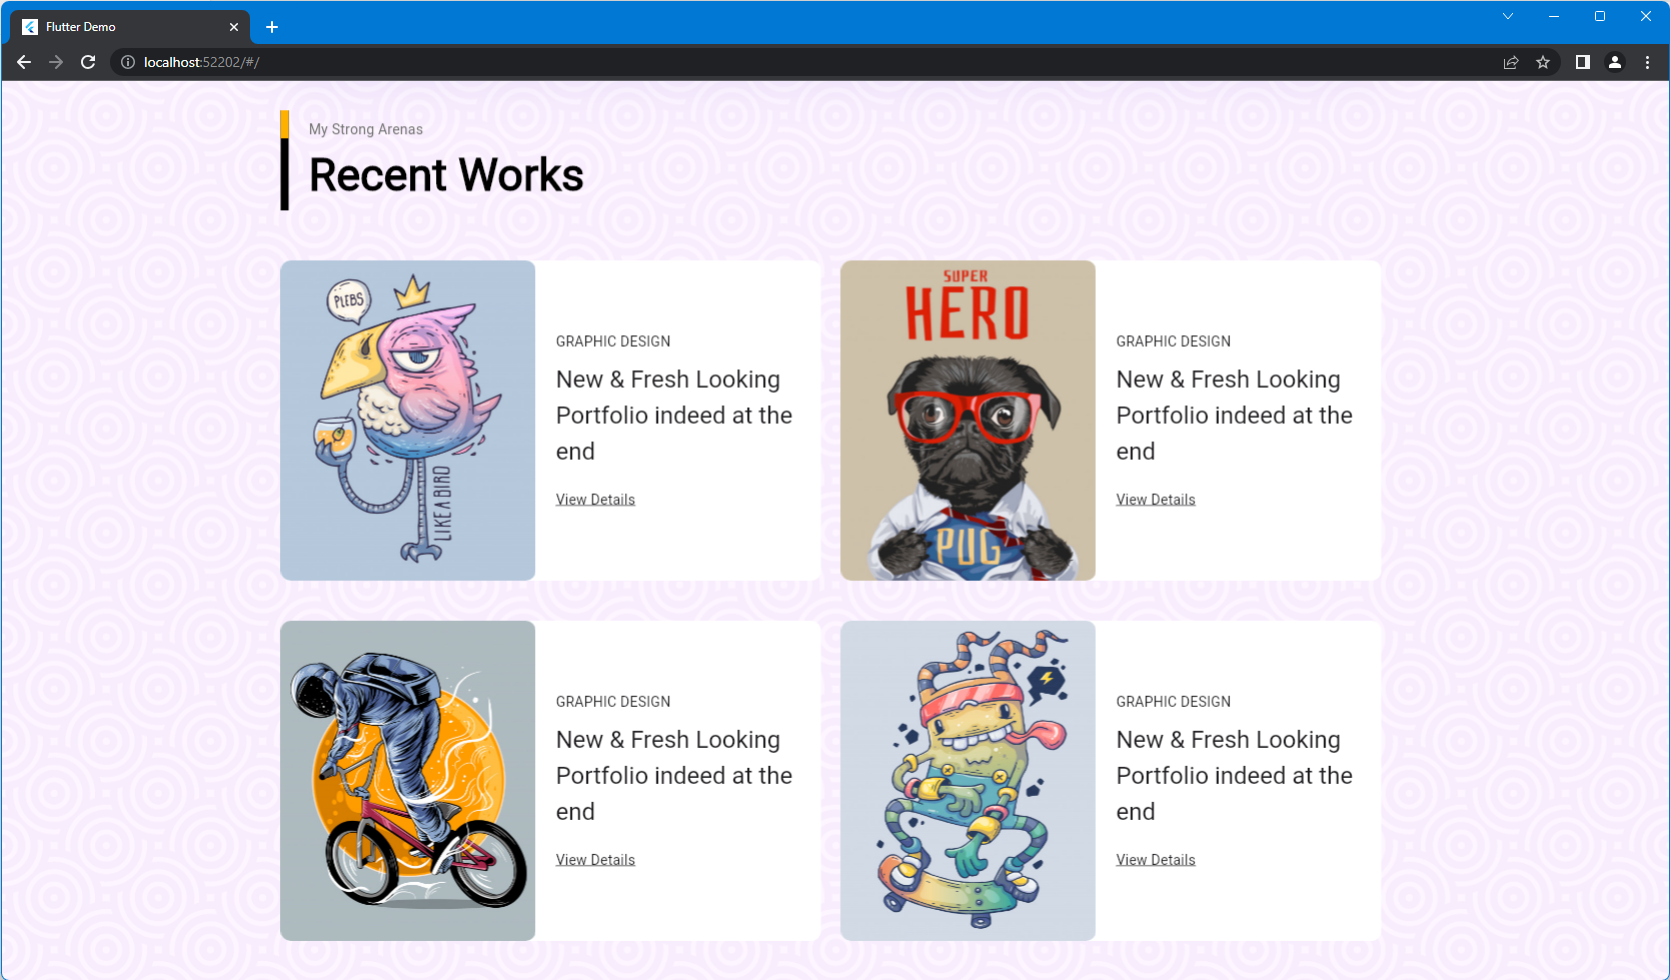 Flutter Demo
localhost:52202/#/
My Strong Arenas
Recent Works
PLEBS
LIKE A BIRD
GRAPHIC DESIGN
New & Fresh Looking
Portfolio indeed at the
end
View Details
SUPER
HERO
PUG
GRAPHIC DESIGN
New & Fresh Looking
Portfolio indeed at the
end
View Details
GRAPHIC DESIGN
New & Fresh Looking
Portfolio indeed at the
end
View Details
GRAPHIC DESIGN
New & Fresh Looking
Portfolio indeed at the
end
View Details